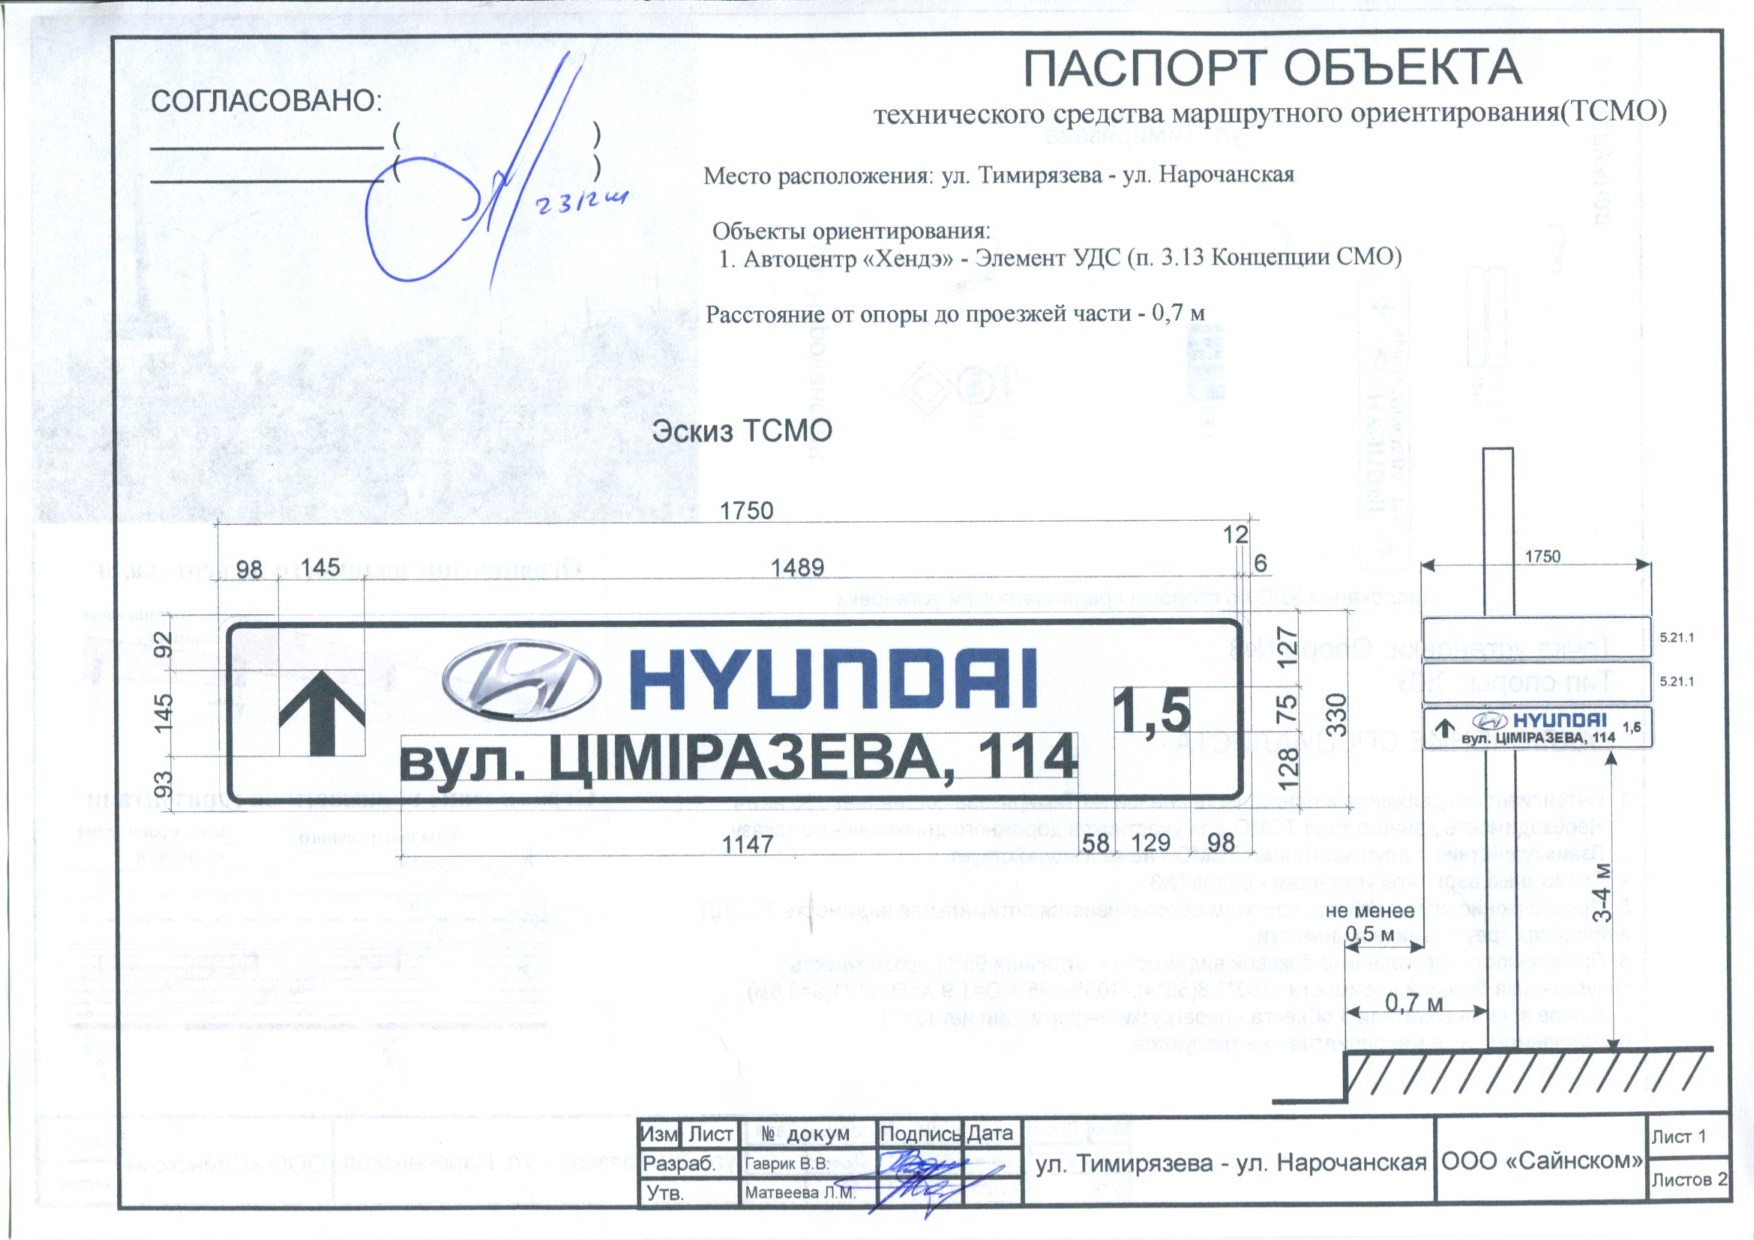 ПАСПОРТ ОБЪЕКТА
технического средства маршрутного ориентирования(ТСМО)
СОГЛАСОВАНО:
( )
( )
Место расположения: ул. Тимирязева - ул. Нарочанская
Объекты ориентирования:
1. Автоцентр «Хендэ» - Элемент УДС (п. 3.13 Концепции СМО)
Расстояние от опоры до проезжей части - 0,7 м
Эскиз ТСМО
1750
12
98 145 1489 6
92
145
93
HYUNDAI
1,5
вул. ЦІМІРАЗЕВА, 114
127
75
128
330
1147 58 129 98
1750
5.21.1
5.21.1
HYUNDAI 1,5
вул. ЦІМІРАЗЕВА, 114
3-4 м
не менее
0,5 м
0,7 м
Изм Лист № докум Подпись Дата
Разраб. Гаврик В.В.
Утв. Матвеева Л.М.
ул. Тимирязева - ул. Нарочанская
ООО «Сайнском»
Лист 1
Листов 2